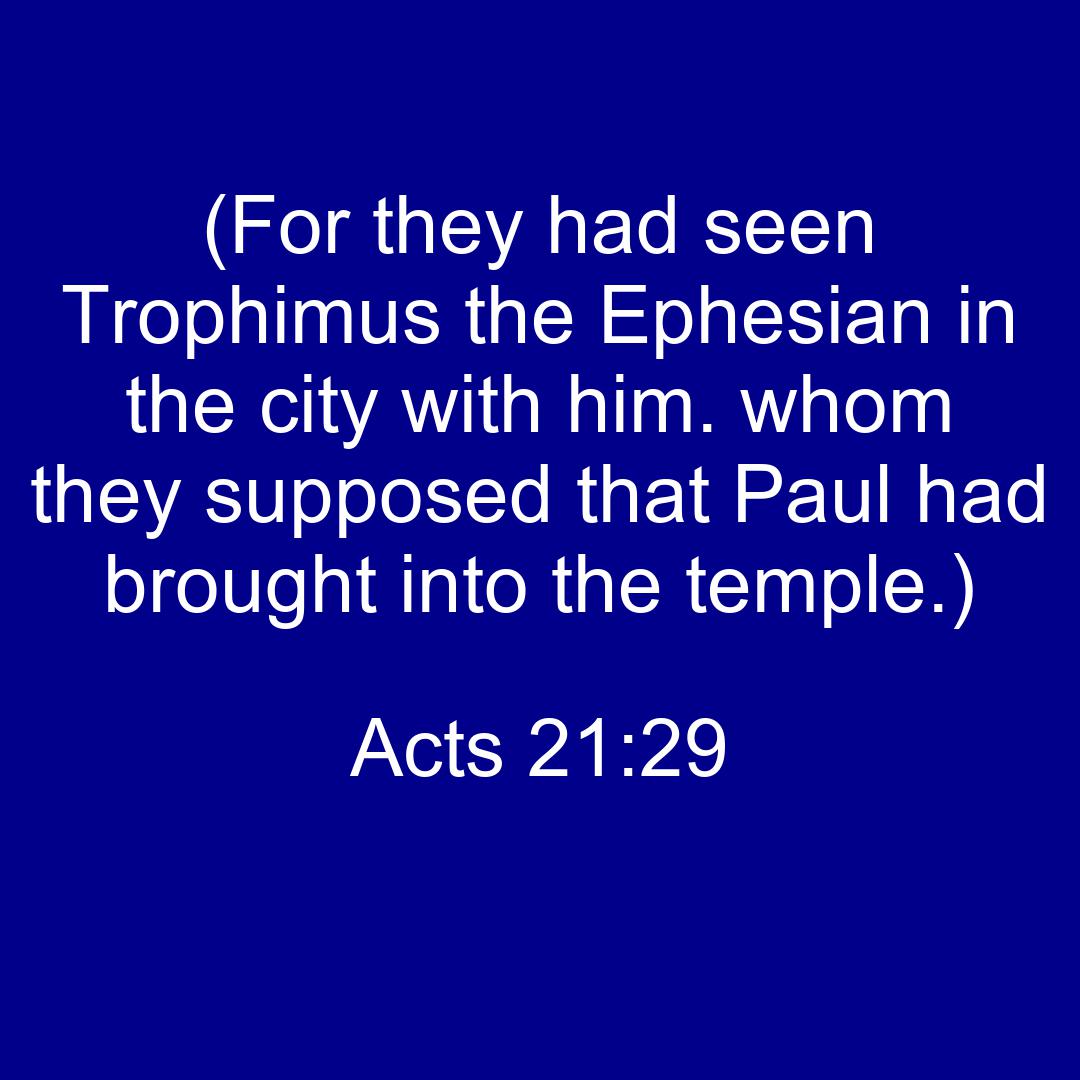 (For they had seen
Trophimus the Ephesian in
the city with him. whom
they supposed that Paul had
brought into the temple.)
Acts 21:29